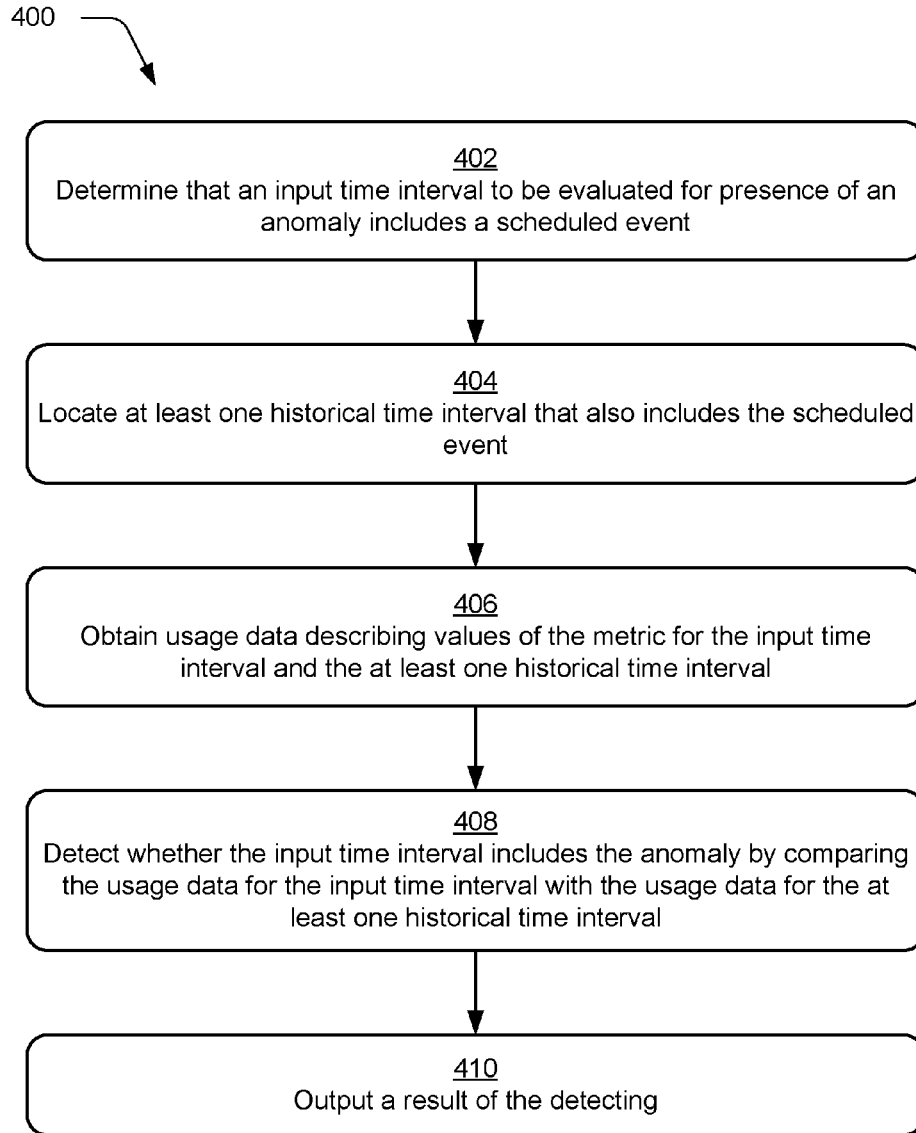 400
402
Determine that an input time interval to be evaluated for presence of an
anomaly includes a scheduled event
404
Locate at least one historical time interval that also includes the scheduled
event
406
Obtain usage data describing values of the metric for the input time
interval and the at least one historical time interval
408
Detect whether the input time interval includes the anomaly by comparing
the usage data for the input time interval with the usage data for the at
least one historical time interval
410
Output a result of the detecting